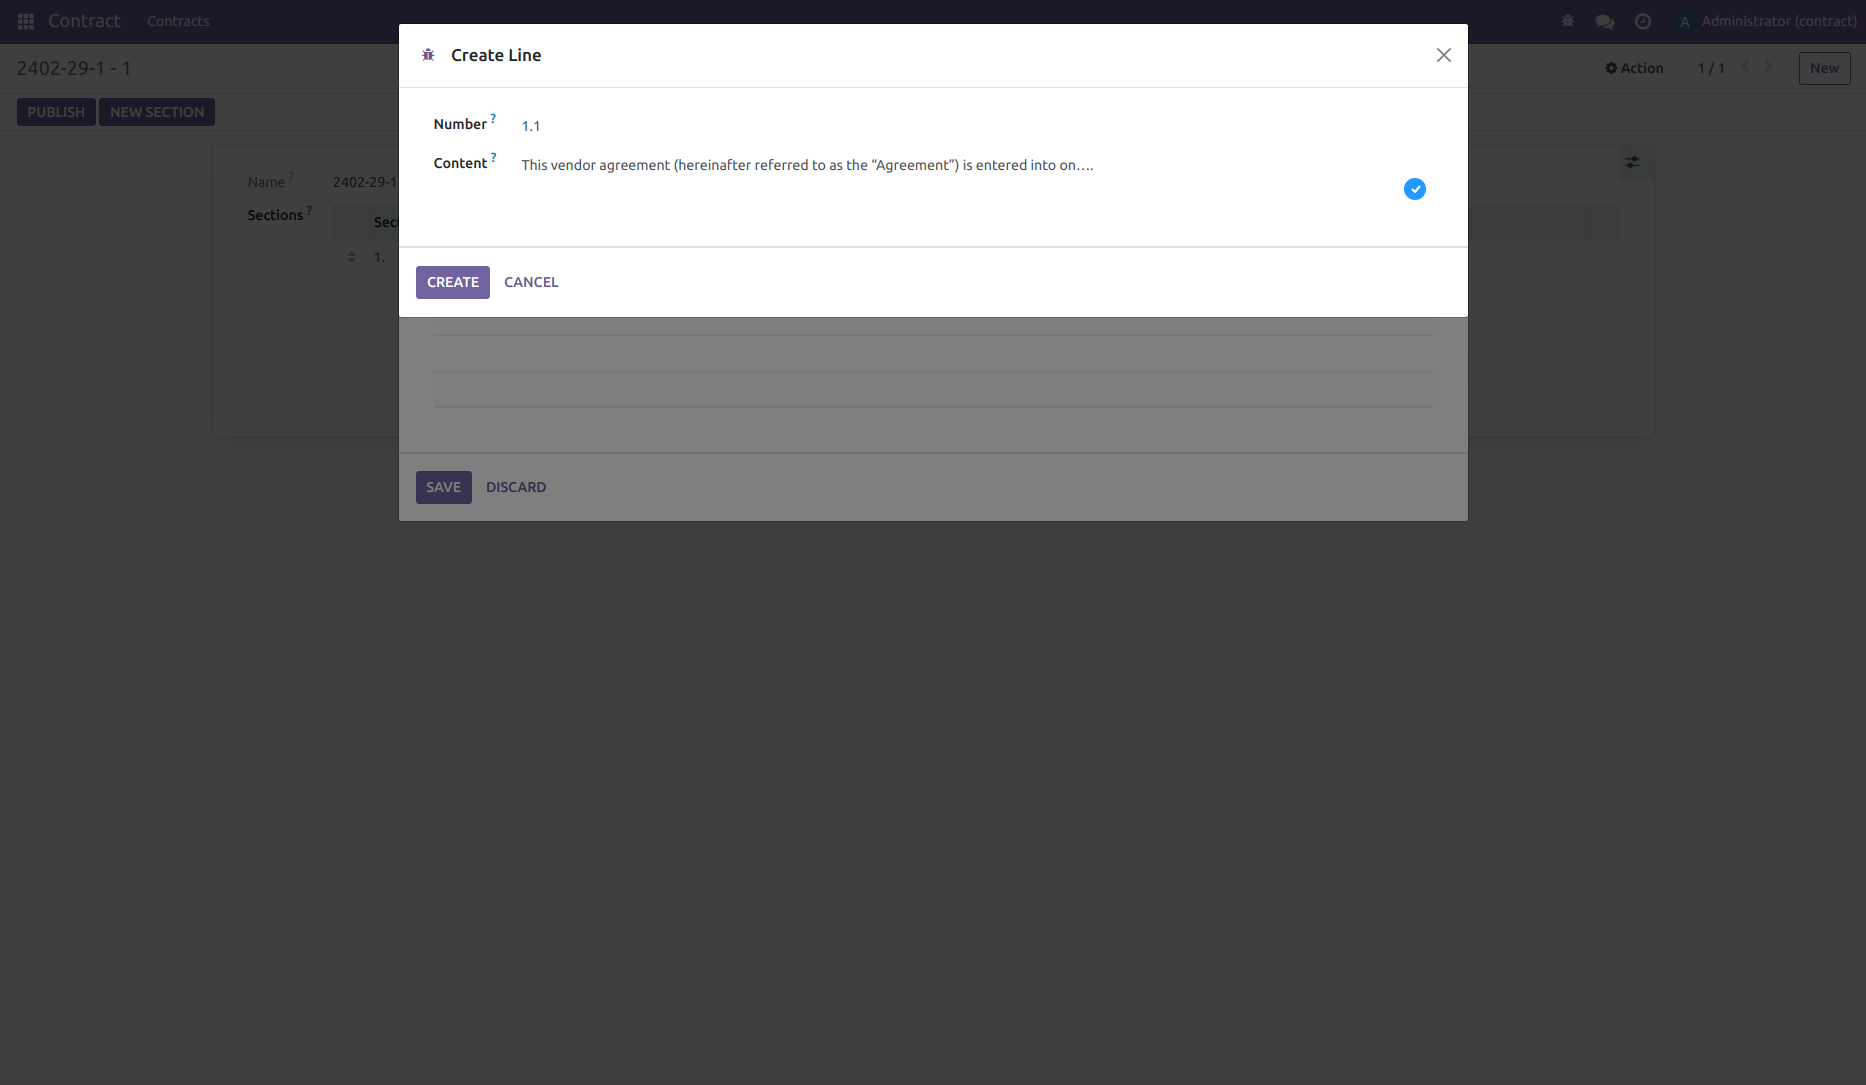 Contract Contracts A Administrator (contract)
Create Line
2402-29-1 - 1 Action 1 / 1 New
PUBLISH NEW SECTION
Number ? 1.1
Content ? This vendor agreement (hereinafter referred to as the “Agreement”) is entered into on….
Name ? 2402-29-1
Sections ? Sect
1.
CREATE CANCEL
SAVE DISCARD